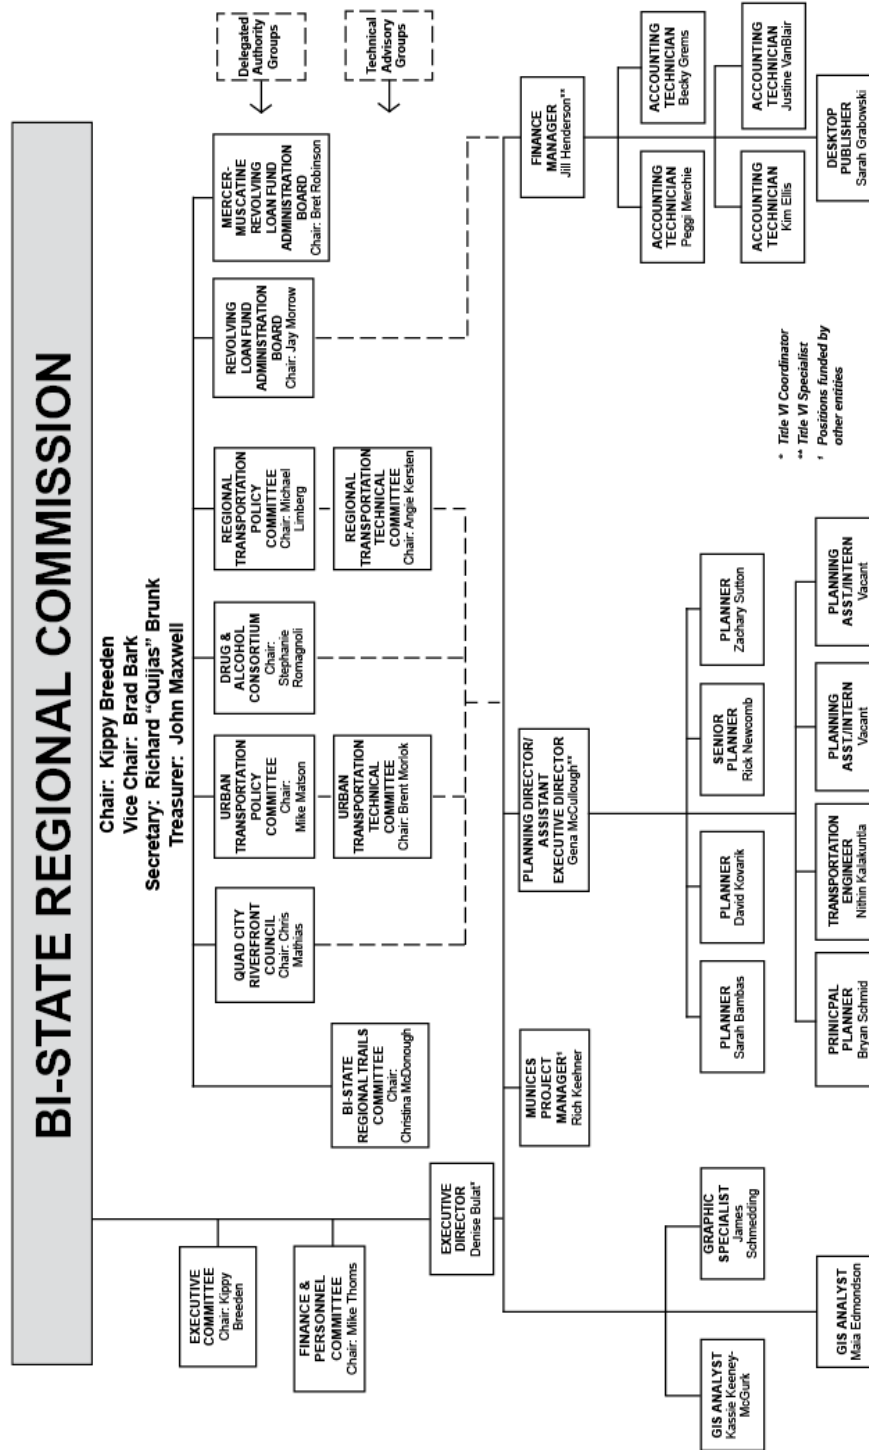 BI-STATE REGIONAL COMMISSION
Chair: Kippy Breeden
Vice Chair: Brad Bark
Secretary: Richard "Quijas" Brunk
Treasurer: John Maxwell
Delegated
Authority
Groups
Technical
Advisory
Groups
EXECUTIVE
COMMITTEE
Chair: Kippy
Breeden
FINANCE &
PERSONNEL
COMMITTEE
Chair: Mike Thoms
EXECUTIVE
DIRECTOR
Denise Bulat*
BI-STATE
REGIONAL TRAILS
COMMITTEE
Chair:
Christina McDonough
QUAD CITY
RIVERFRONT
COUNCIL
Chair: Chris
Mathias
URBAN
TRANSPORTATION
POLICY
COMMITTEE
Chair:
Mike Matson
URBAN
TRANSPORTATION
TECHNICAL
COMMITTEE
Chair: Brent Morlok
DRUG &
ALCOHOL
CONSORTIUM
Chair:
Stephanie
Romagnoli
REGIONAL
TRANSPORTATION
POLICY
COMMITTEE
Chair: Michael
Limberg
REGIONAL
TRANSPORTATION
TECHNICAL
COMMITTEE
Chair: Angie Kersten
REVOLVING
LOAN FUND
ADMINISTRATION
BOARD
Chair: Jay Morrow
MERCER-
MUSCATINE
REVOLVING
LOAN FUND
ADMINISTRATION
BOARD
Chair: Bret Robinson
MUNICES
PROJECT
MANAGER¹
Rich Keehner
PLANNING DIRECTOR/
ASSISTANT
EXECUTIVE DIRECTOR
Gena McCullough**
FINANCE
MANAGER
Jill Henderson**
GIS ANALYST
Kassie Keeney-
McGurk
GRAPHIC
SPECIALIST
James
Schmedding
GIS ANALYST
Maia Edmondson
PLANNER
Sarah Bambas
PLANNER
David Kovarik
SENIOR
PLANNER
Rick Newcomb
PLANNER
Zachary Sutton
PRINICPAL
PLANNER
Bryan Schmid
TRANSPORTATION
ENGINEER
Nithin Kalakuntla
PLANNING
ASST./INTERN
Vacant
PLANNING
ASST./INTERN
Vacant
ACCOUNTING
TECHNICIAN
Peggi Merchie
ACCOUNTING
TECHNICIAN
Becky Grems
ACCOUNTING
TECHNICIAN
Kim Ellis
ACCOUNTING
TECHNICIAN
Justine VanBlair
DESKTOP
PUBLISHER
Sarah Grabowski
* Title VI Coordinator
** Title VI Specialist
¹ Positions funded by
other entities